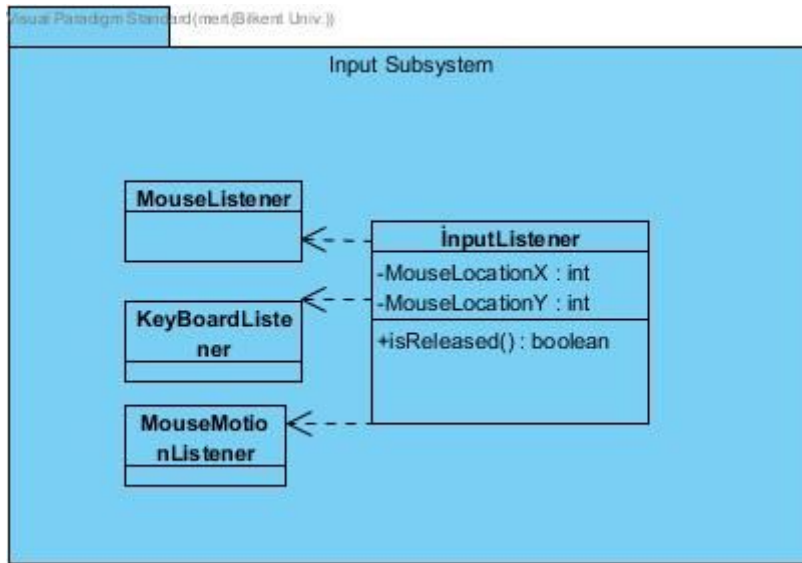 Visual Paradigm Standard(mert(Bilkent Univ.))
Input Subsystem
MouseListener
İnputListener
-MouseLocationX : int
-MouseLocationY : int
+isReleased() : boolean
KeyBoardListe
ner
MouseMotio
nListener